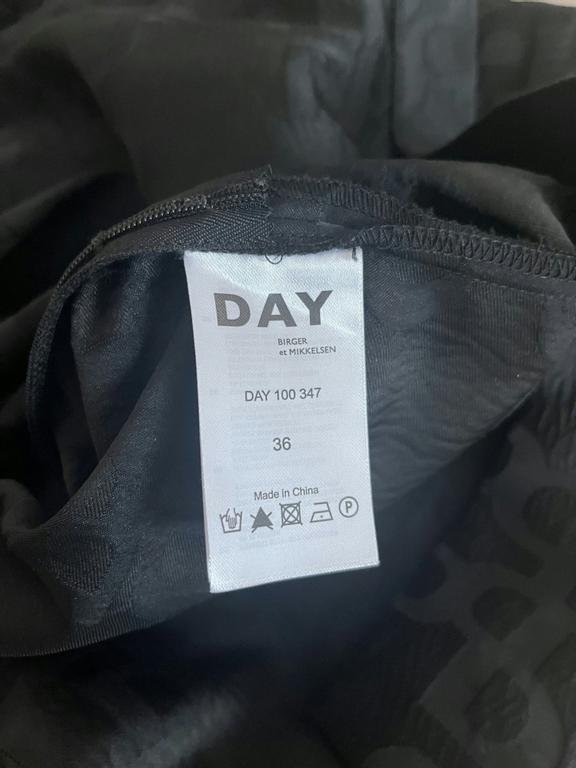 DAY
BIRGER
et MIKKELSEN
DAY 100 347
36
Made in China
P